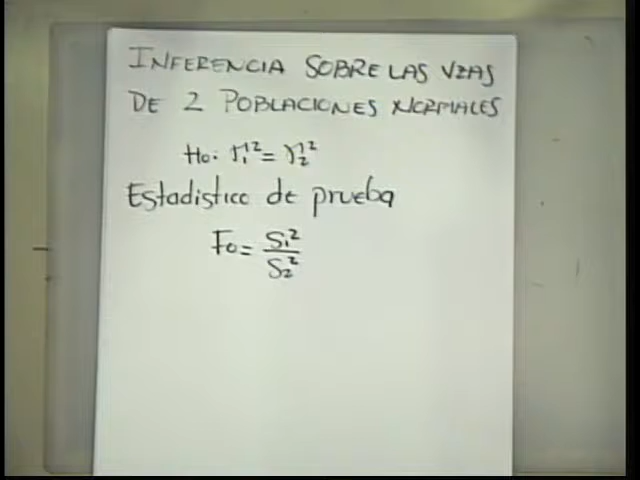 INFERENCIA SOBRE LAS VZAS
DE 2 POBLACIONES NORMALES
Ho: σ₁² = σ₂²
Estadistico de prueba
Fo = S₁² / S₂²